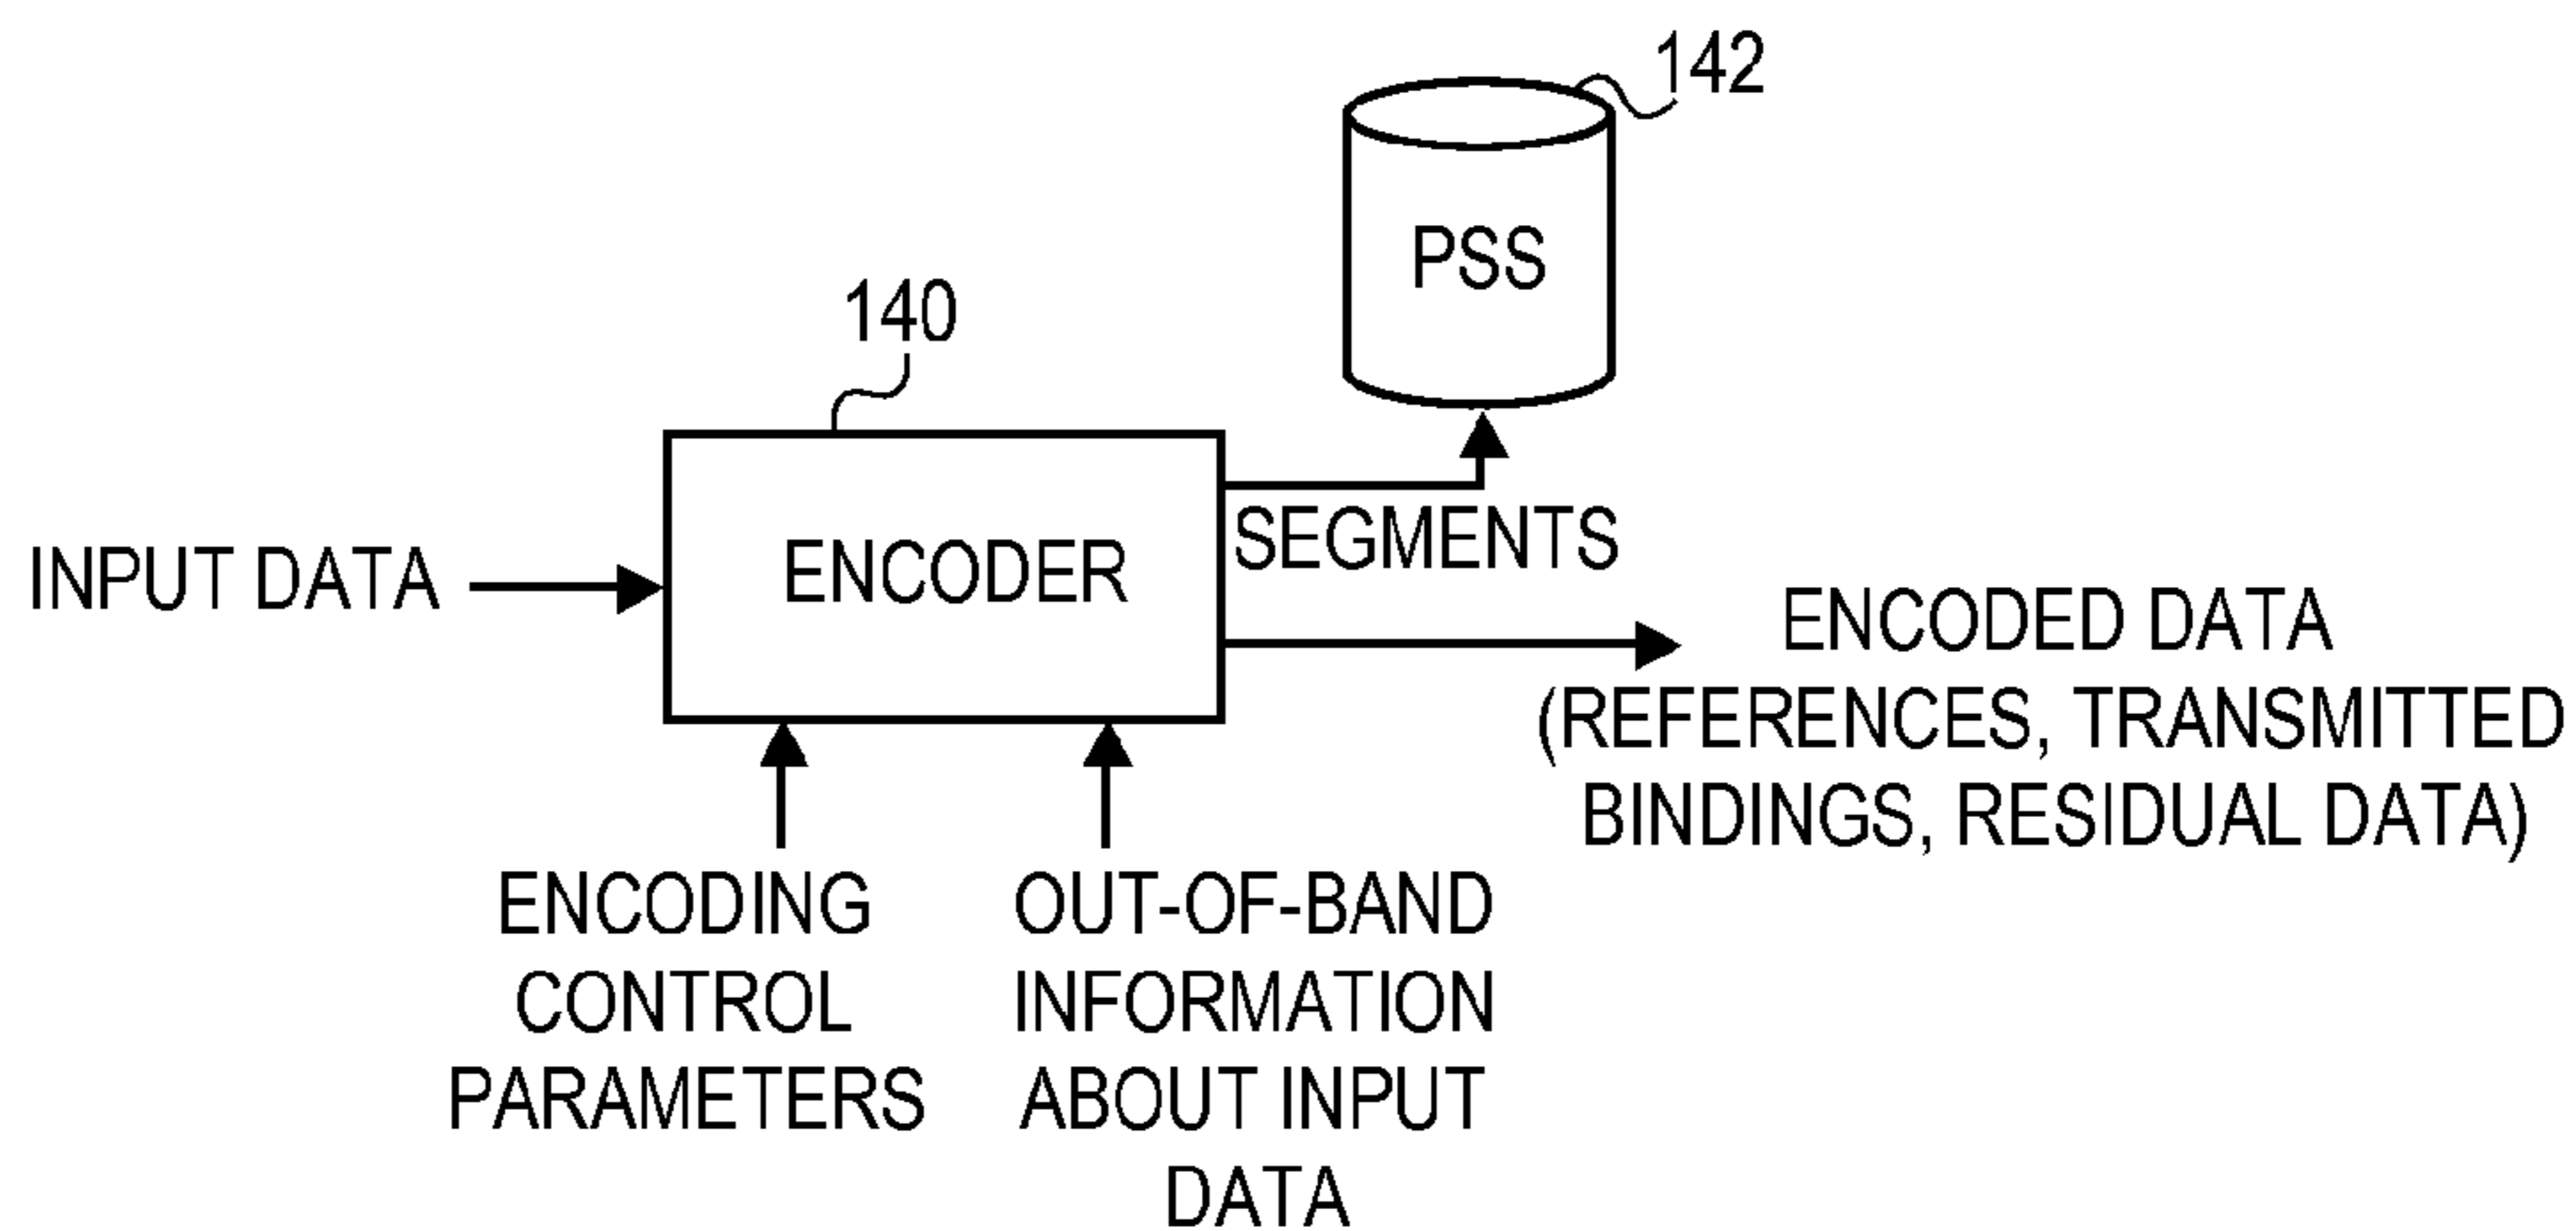 142
PSS
140
ENCODER
SEGMENTS
INPUT DATA
ENCODED DATA
(REFERENCES, TRANSMITTED
BINDINGS, RESIDUAL DATA)
ENCODING
CONTROL
PARAMETERS
OUT-OF-BAND
INFORMATION
ABOUT INPUT
DATA